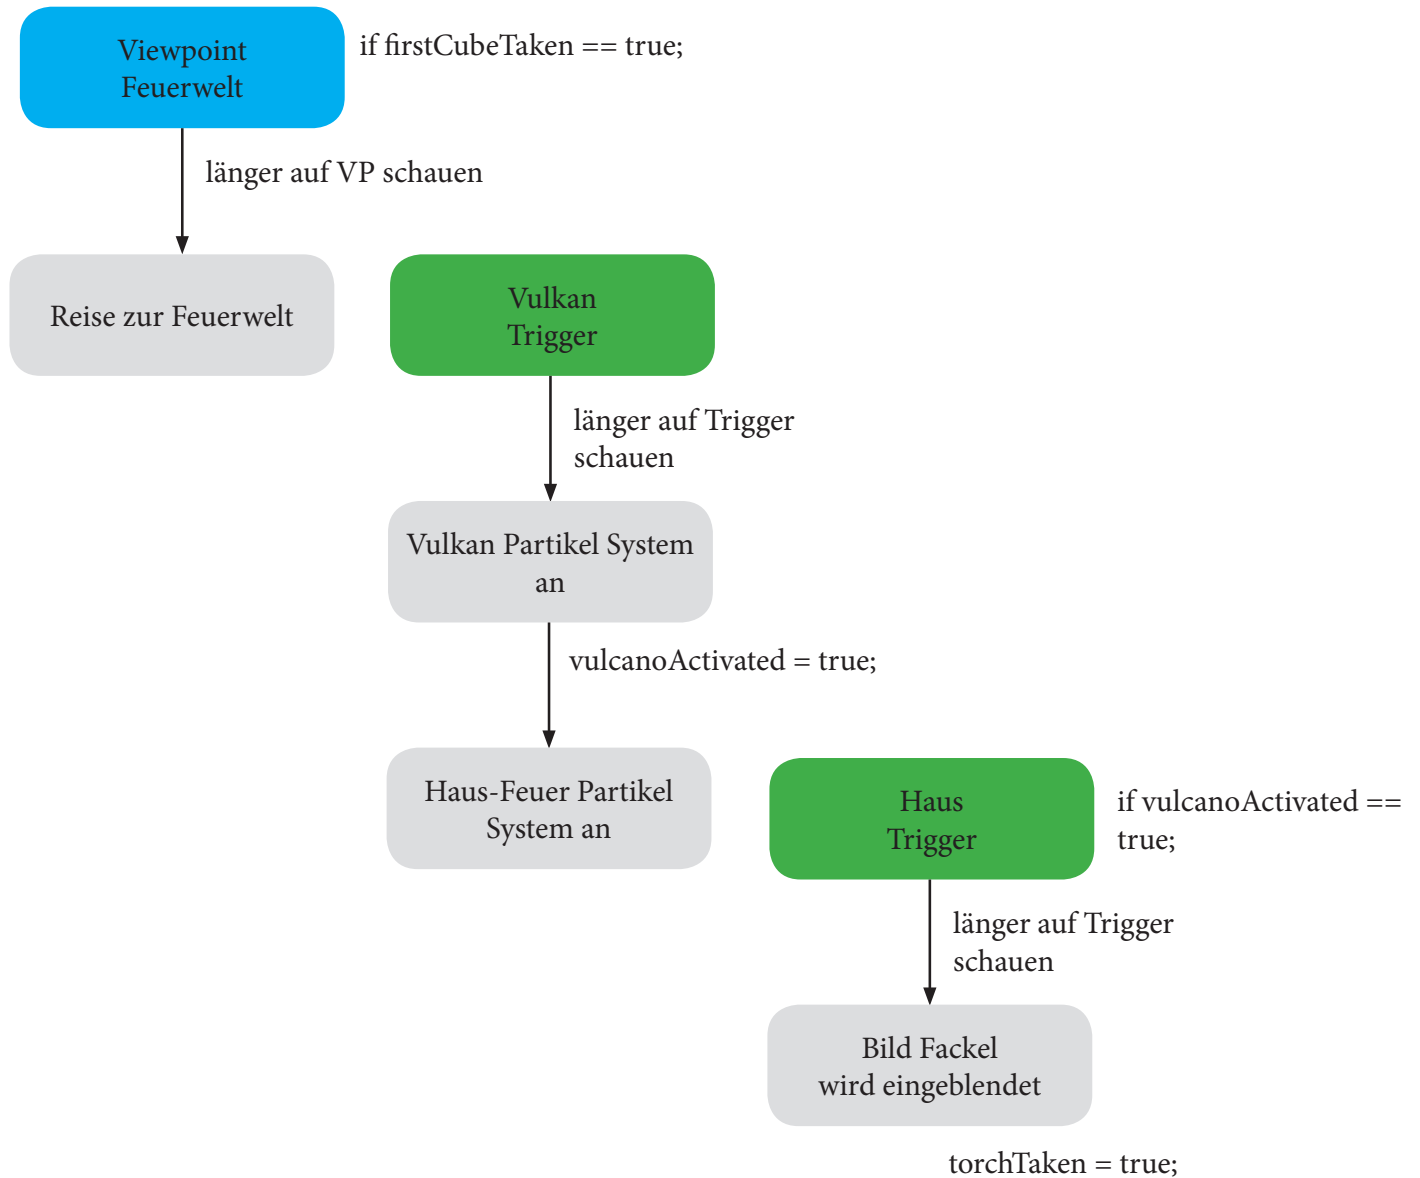 Viewpoint
Feuerwelt
if firstCubeTaken == true;
länger auf VP schauen
Reise zur Feuerwelt
Vulkan
Trigger
länger auf Trigger
schauen
Vulkan Partikel System
an
vulcanoActivated = true;
Haus-Feuer Partikel
System an
Haus
Trigger
if vulcanoActivated ==
true;
länger auf Trigger
schauen
Bild Fackel
wird eingeblendet
torchTaken = true;